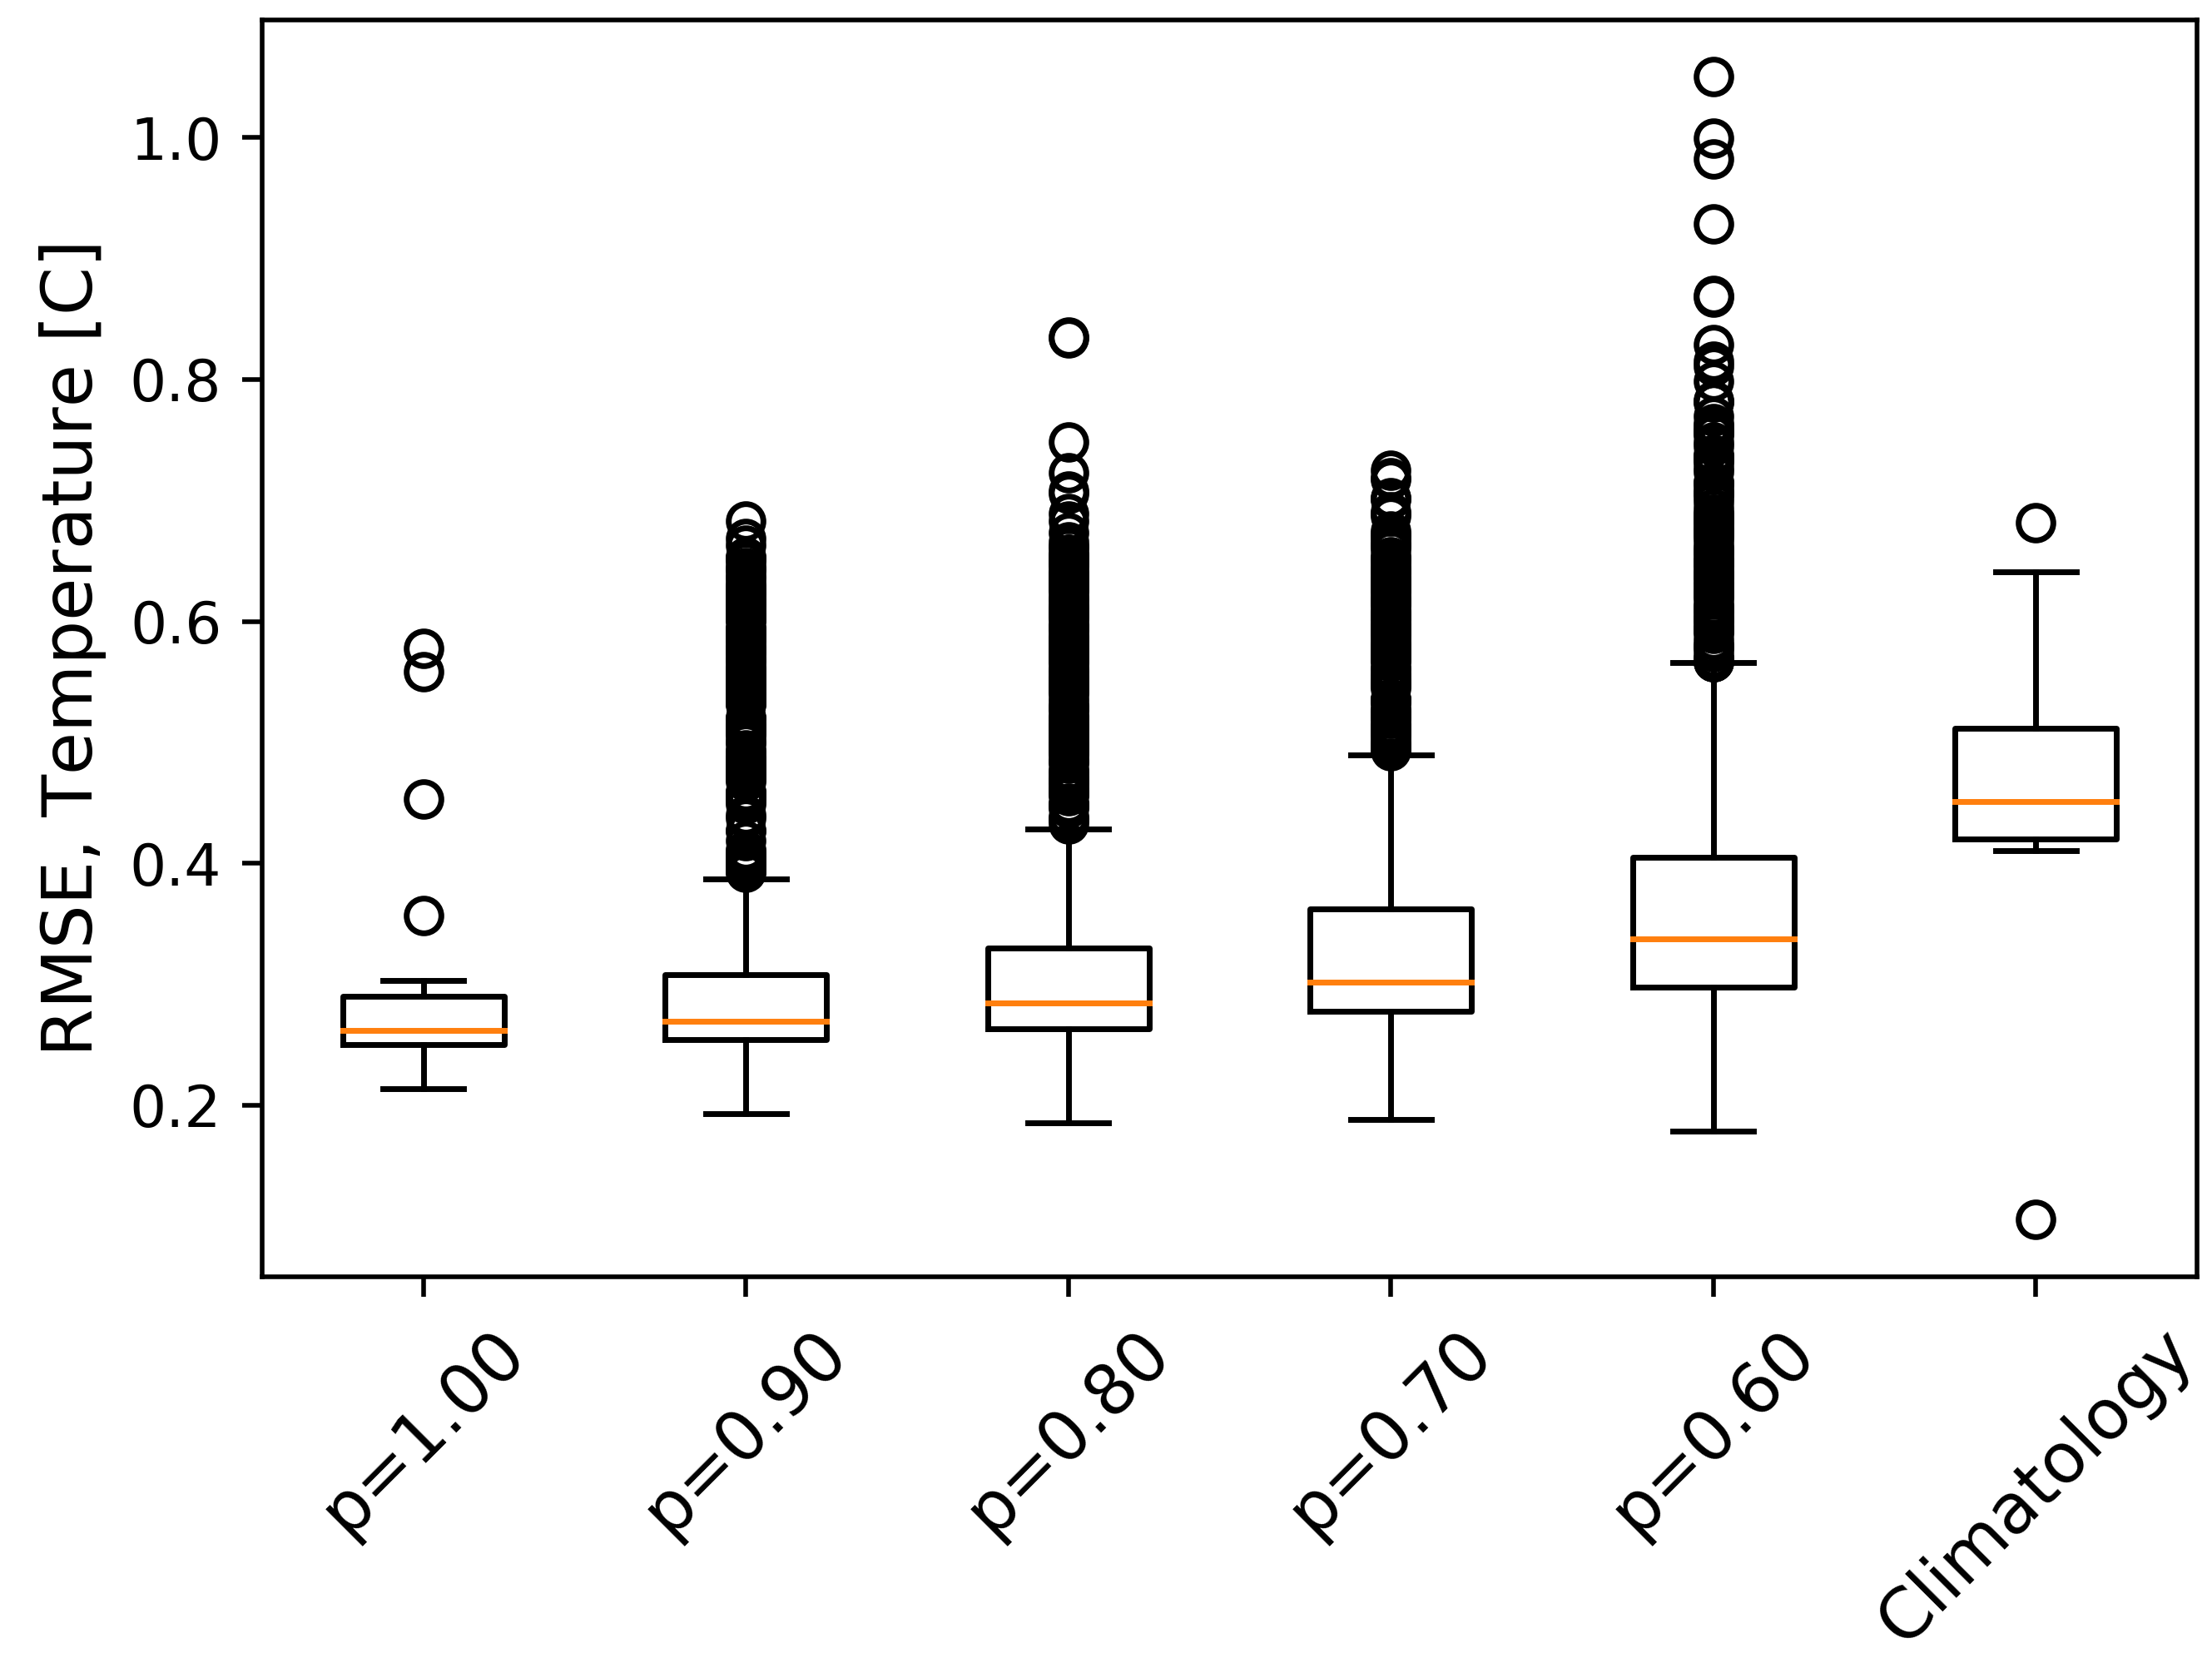 RMSE, Temperature [C]
1.0
0.8
0.6
0.4
0.2
p=1.00
p=0.90
p=0.80
p=0.70
p=0.60
Climatology